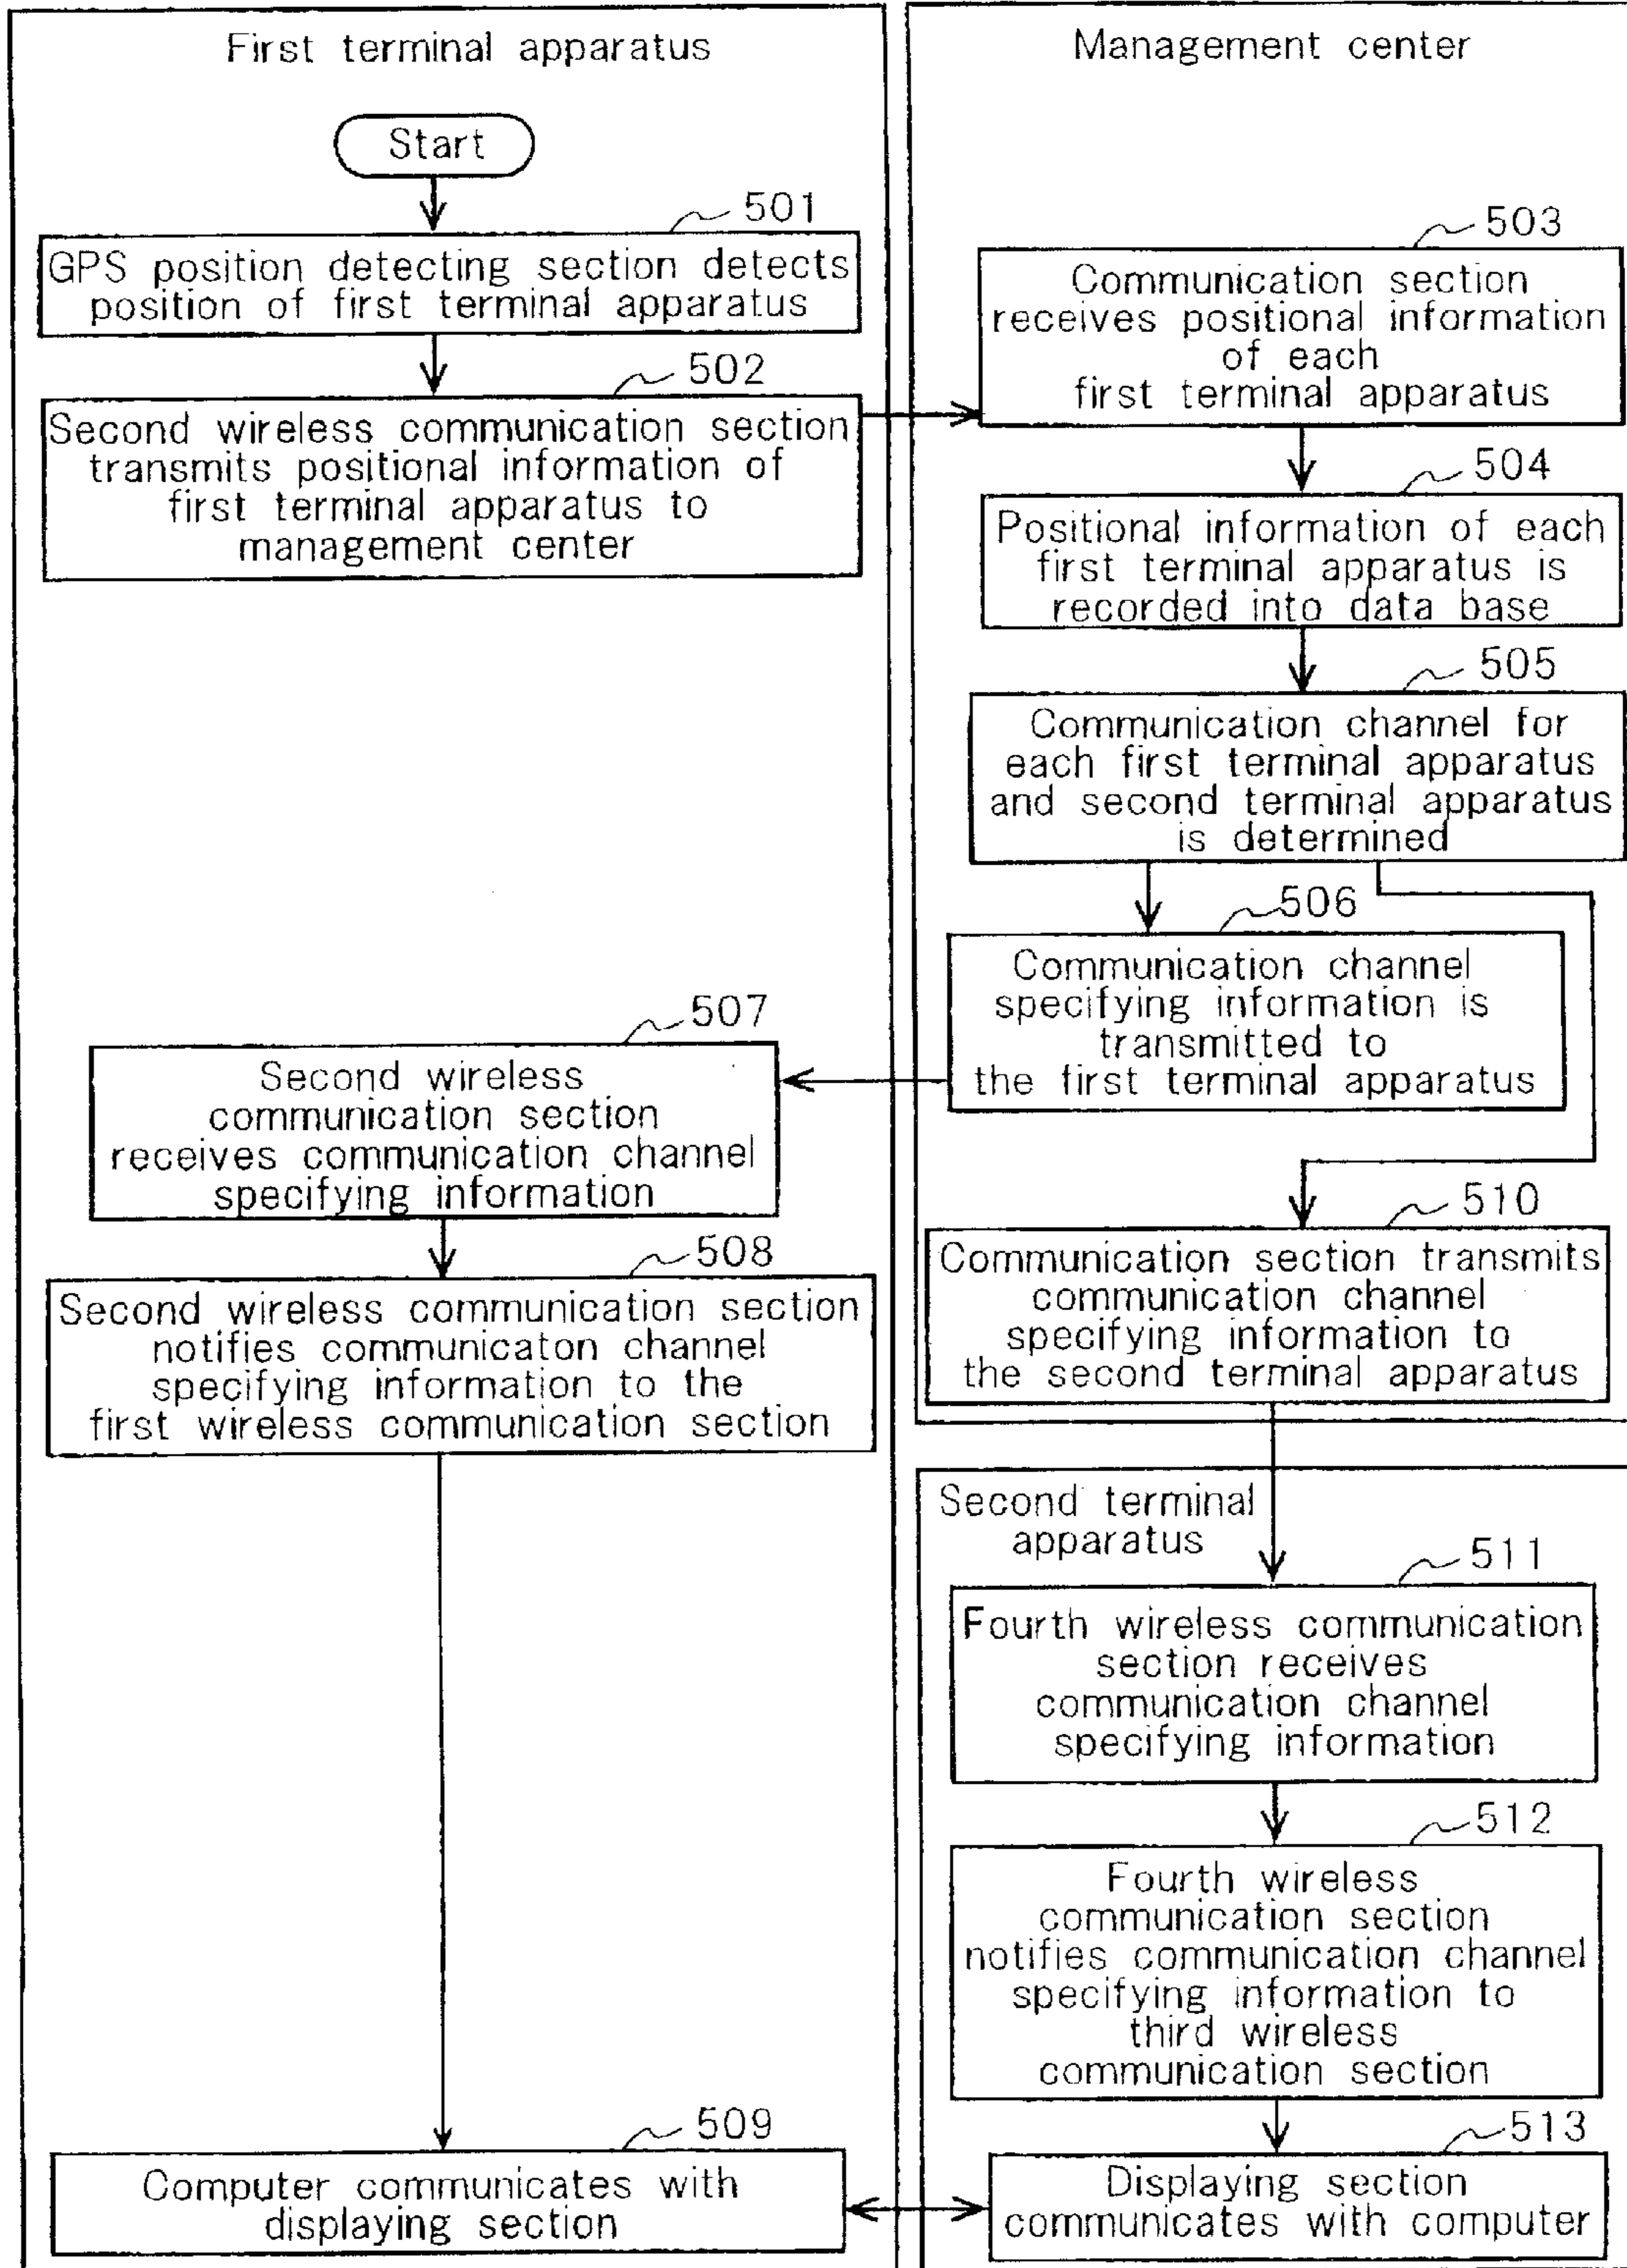 First terminal apparatus
Start
501
GPS position detecting section detects
position of first terminal apparatus
502
Second wireless communication section
transmits positional information of
first terminal apparatus to
management center
Management center
503
Communication section
receives positional information
of each
first terminal apparatus
504
Positional information of each
first terminal apparatus is
recorded into data base
505
Communication channel for
each first terminal apparatus
and second terminal apparatus
is determined
506
Communication channel
specifying information is
transmitted to
the first terminal apparatus
507
Second wireless
communication section
receives communication channel
specifying information
508
Second wireless communication section
notifies communicaton channel
specifying information to the
first wireless communication section
510
Communication section transmits
communication channel
specifying information to
the second terminal apparatus
Second terminal
apparatus
511
Fourth wireless communication
section receives
communication channel
specifying information
512
Fourth wireless
communication section
notifies communication channel
specifying information to
third wireless
communication section
509
Computer communicates with
displaying section
513
Displaying section
communicates with computer